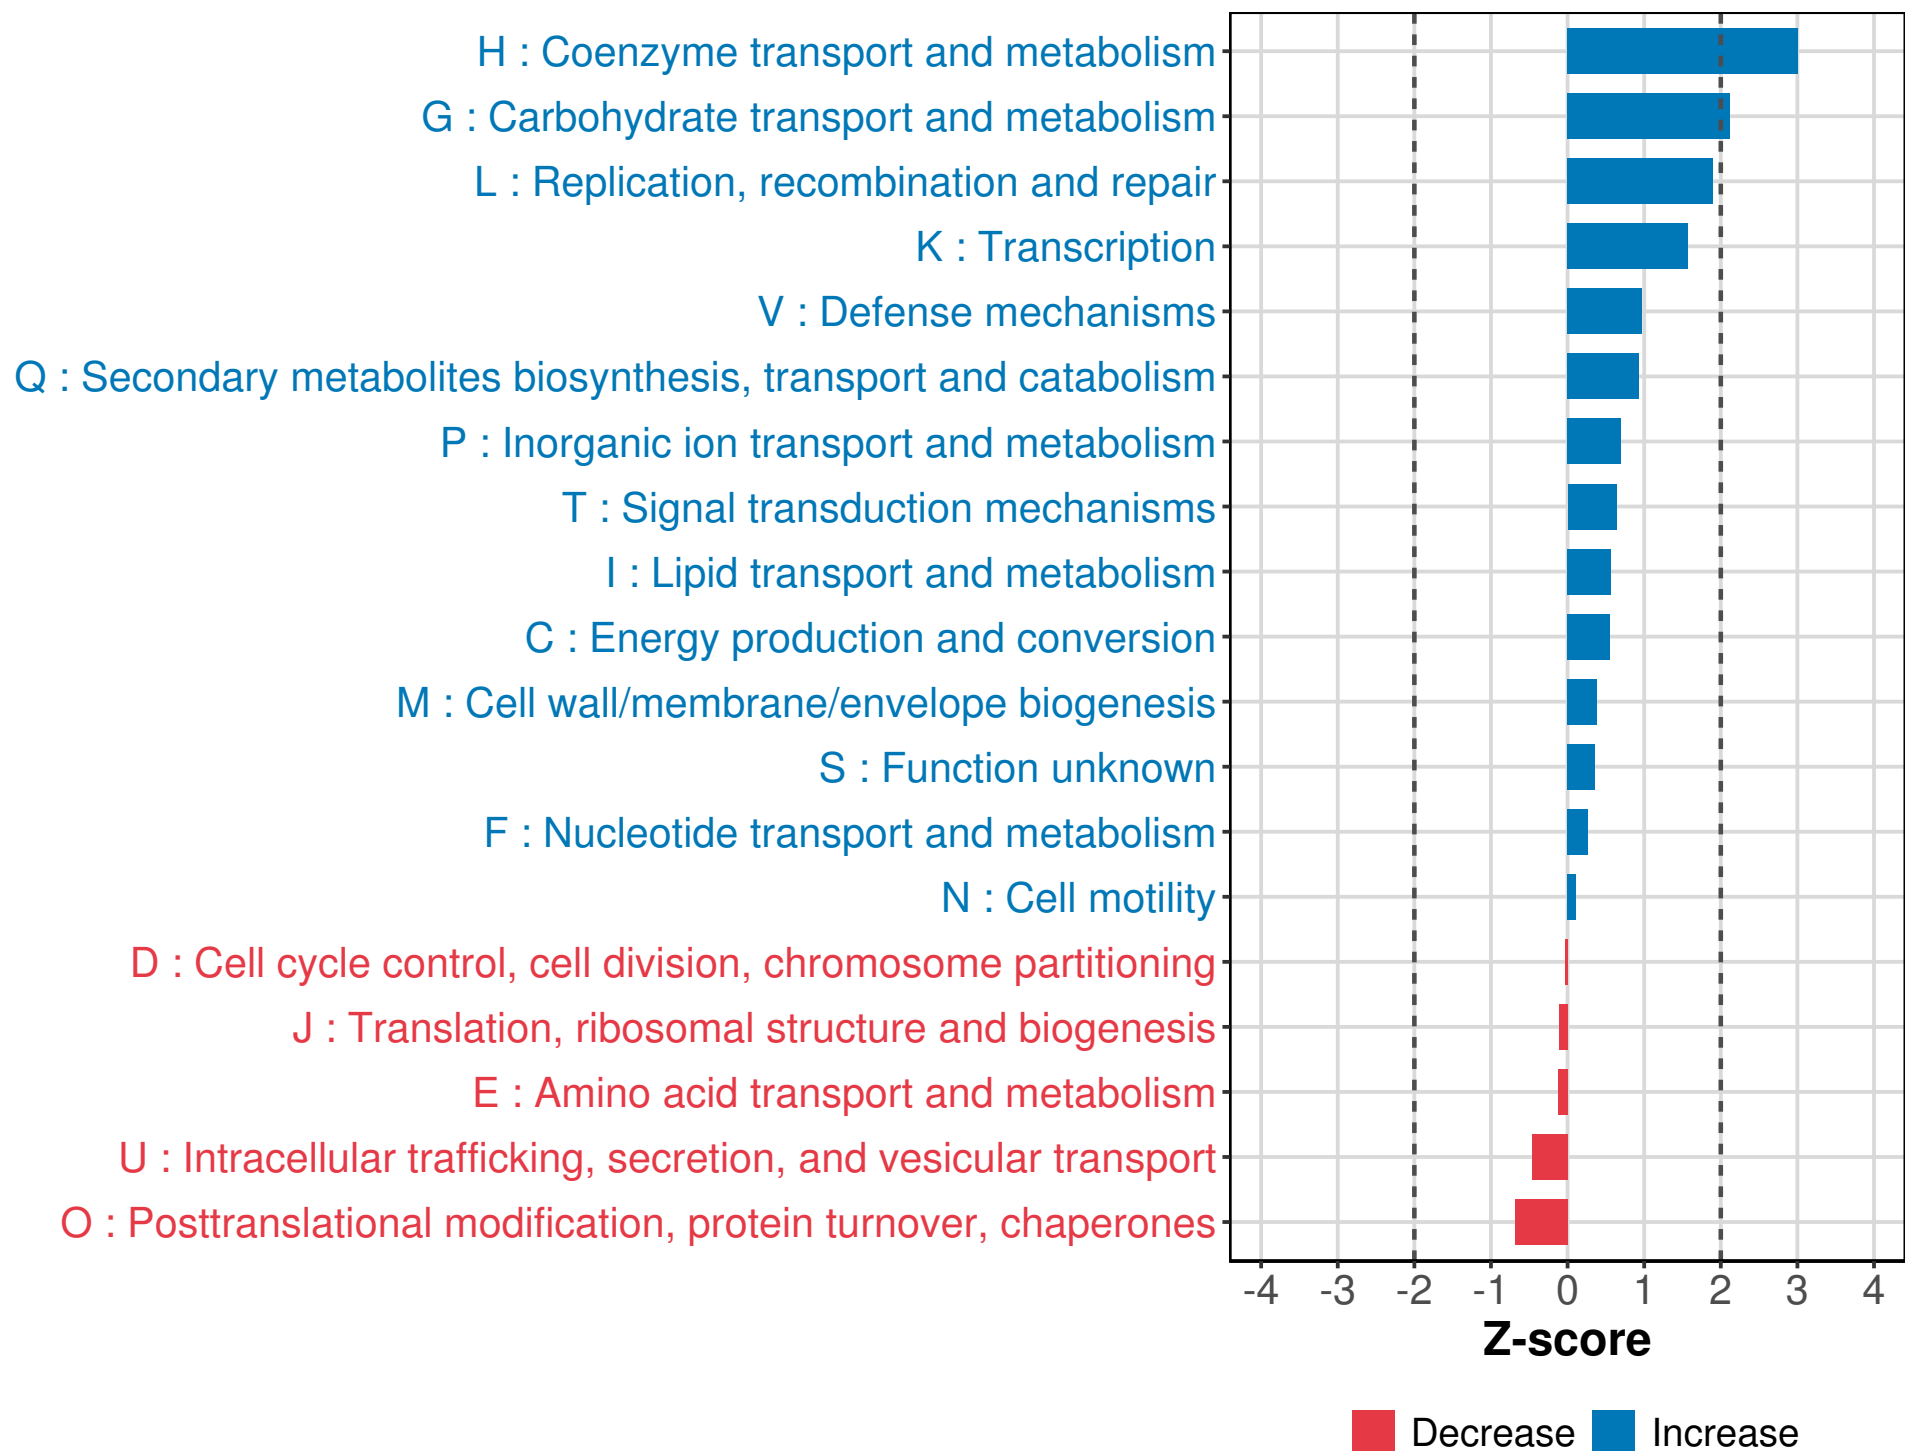 H : Coenzyme transport and metabolism
G : Carbohydrate transport and metabolism
L : Replication, recombination and repair
K : Transcription
V : Defense mechanisms
Q : Secondary metabolites biosynthesis, transport and catabolism
P : Inorganic ion transport and metabolism
T : Signal transduction mechanisms
I : Lipid transport and metabolism
C : Energy production and conversion
M : Cell wall/membrane/envelope biogenesis
S : Function unknown
F : Nucleotide transport and metabolism
N : Cell motility
D : Cell cycle control, cell division, chromosome partitioning
J : Translation, ribosomal structure and biogenesis
E : Amino acid transport and metabolism
U : Intracellular trafficking, secretion, and vesicular transport
O : Posttranslational modification, protein turnover, chaperones
-4 -3 -2 -1 0 1 2 3 4
Z-score
Decrease Increase